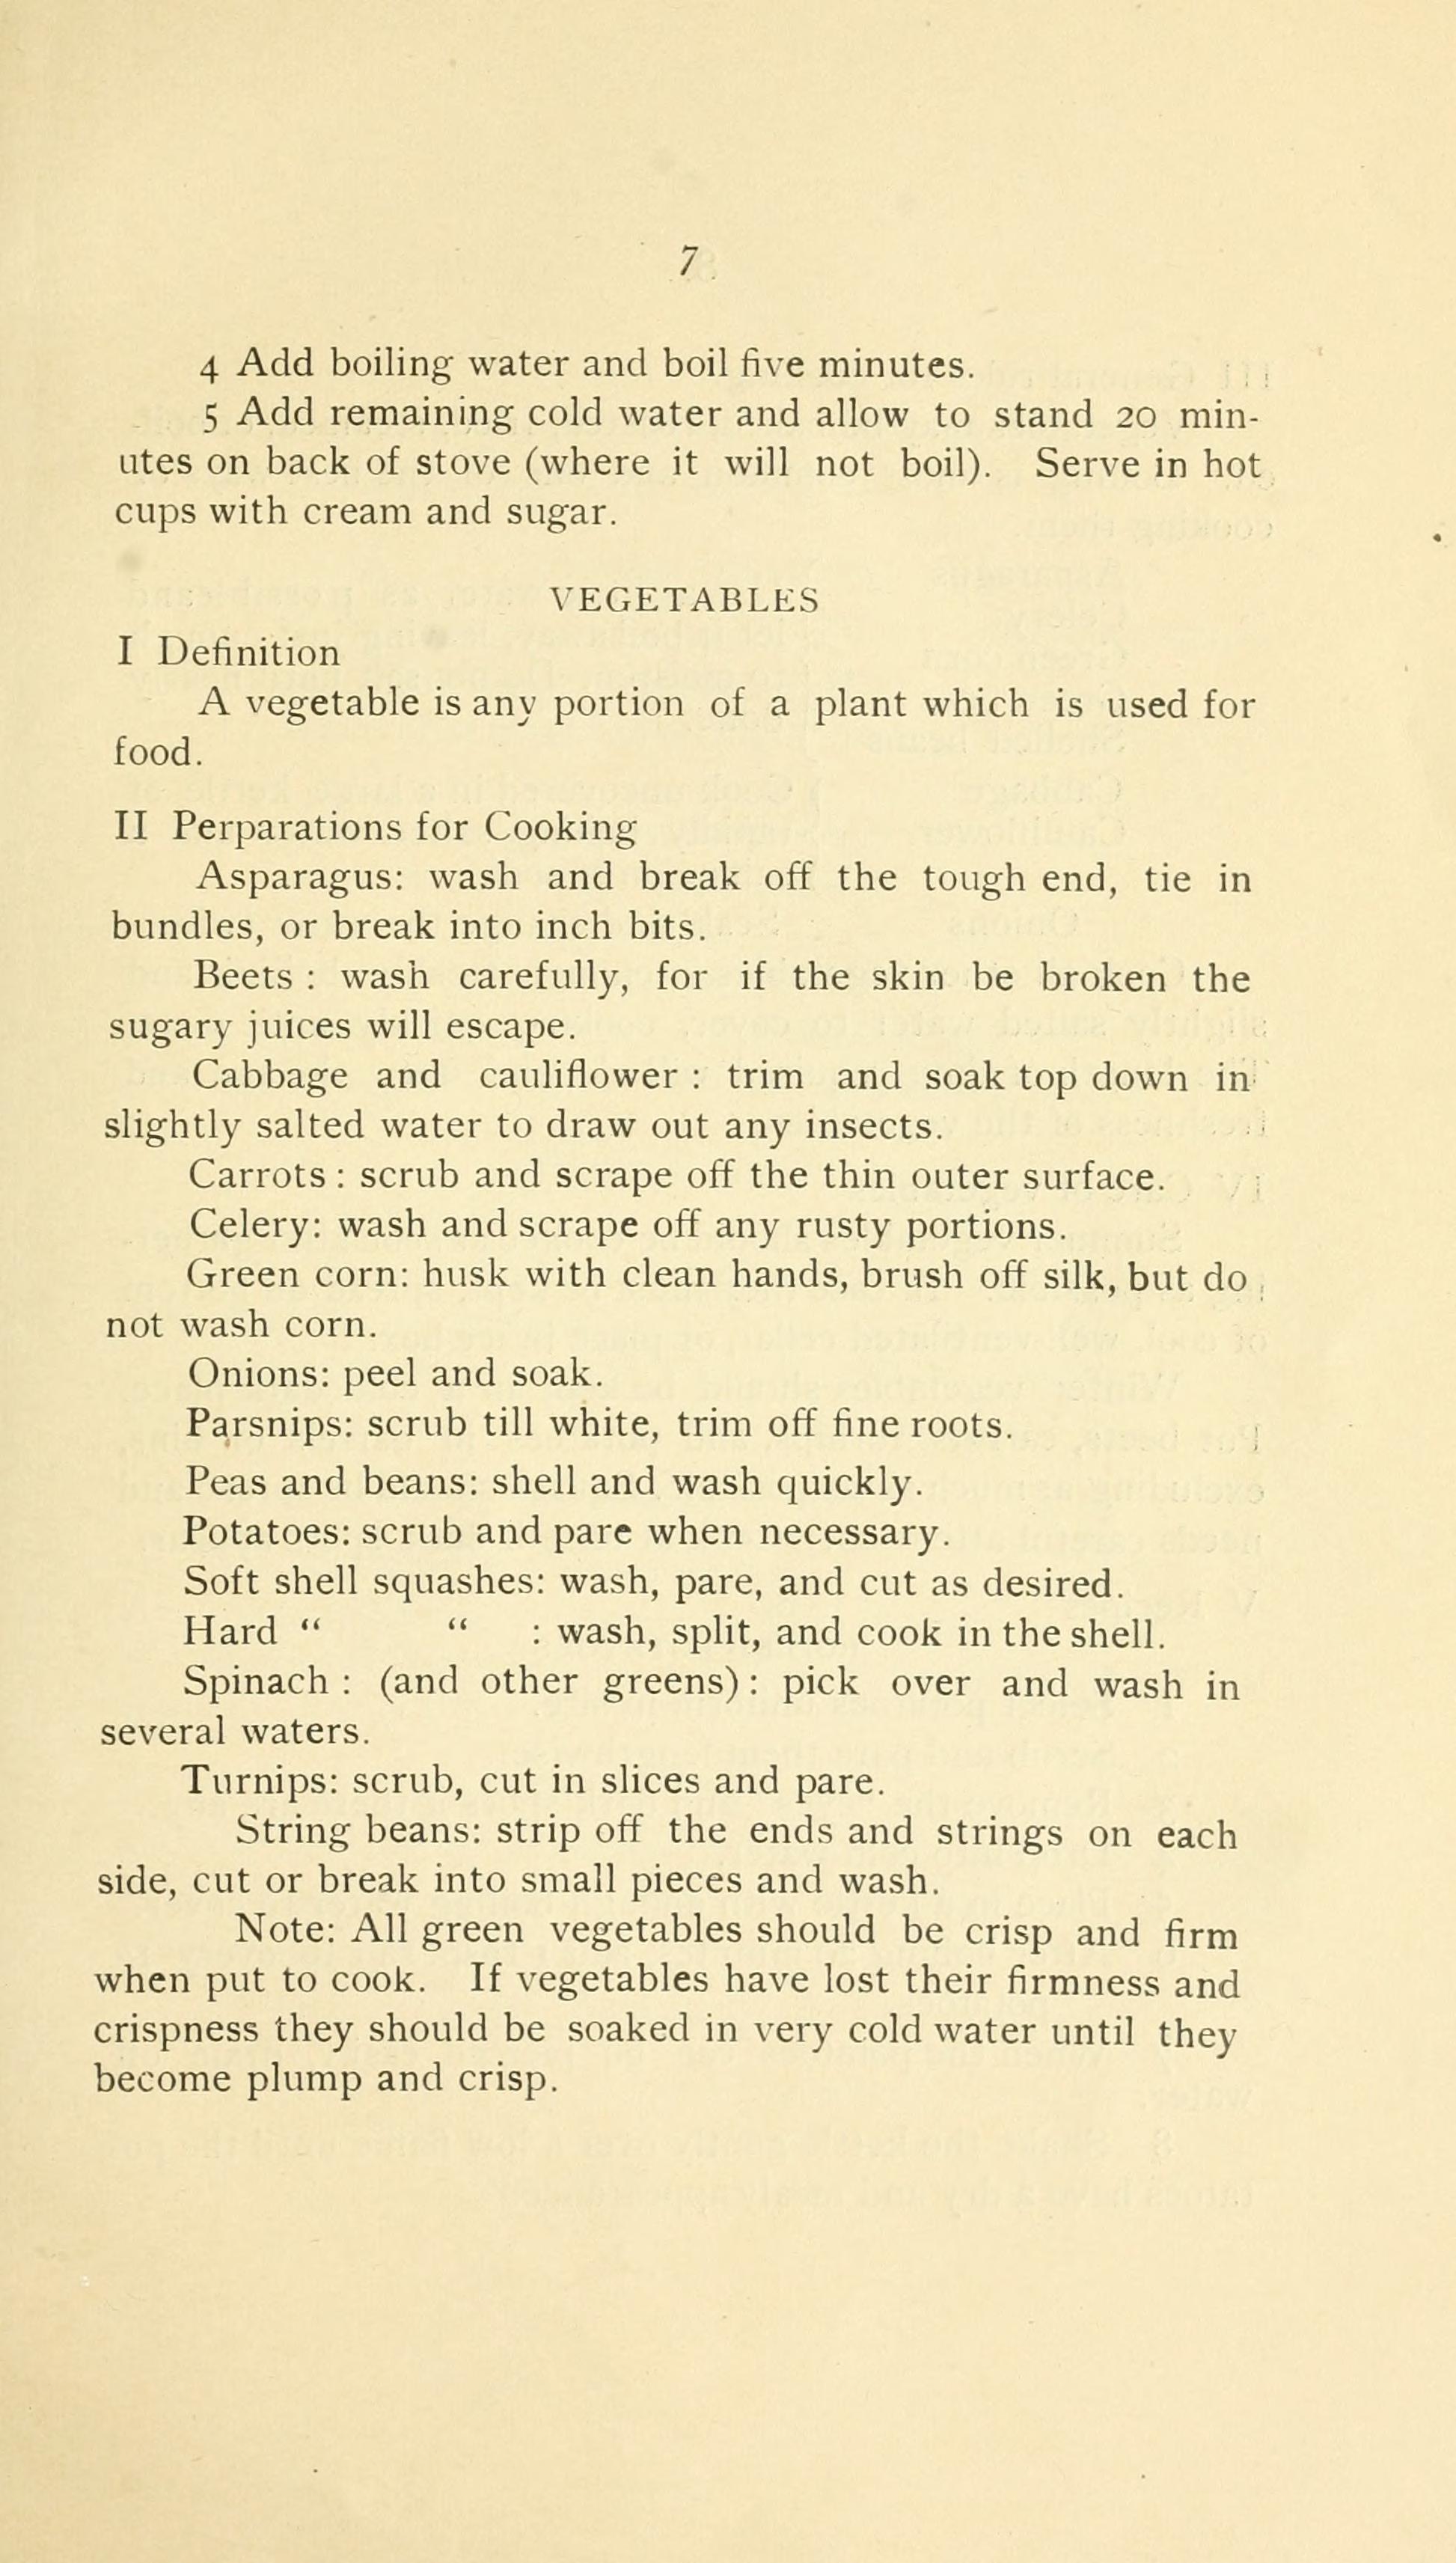 7
4 Add boiling water and boil five minutes.
5 Add remaining cold water and allow to stand 20 min-
utes on back of stove (where it will not boil). Serve in hot
cups with cream and sugar.
VEGETABLES
I Definition
A vegetable is any portion of a plant which is used for
food.
II Perparations for Cooking
Asparagus: wash and break off the tough end, tie in
bundles, or break into inch bits.
Beets : wash carefully, for if the skin be broken the
sugary juices will escape.
Cabbage and cauliflower : trim and soak top down in
slightly salted water to draw out any insects.
Carrots : scrub and scrape off the thin outer surface.
Celery: wash and scrape off any rusty portions.
Green corn: husk with clean hands, brush off silk, but do
not wash corn.
Onions: peel and soak.
Parsnips: scrub till white, trim off fine roots.
Peas and beans: shell and wash quickly.
Potatoes: scrub and pare when necessary.
Soft shell squashes: wash, pare, and cut as desired.
Hard “ “ : wash, split, and cook in the shell.
Spinach : (and other greens) : pick over and wash in
several waters.
Turnips: scrub, cut in slices and pare.
String beans: strip off the ends and strings on each
side, cut or break into small pieces and wash.
Note: All green vegetables should be crisp and firm
when put to cook. If vegetables have lost their firmness and
crispness they should be soaked in very cold water until they
become plump and crisp.